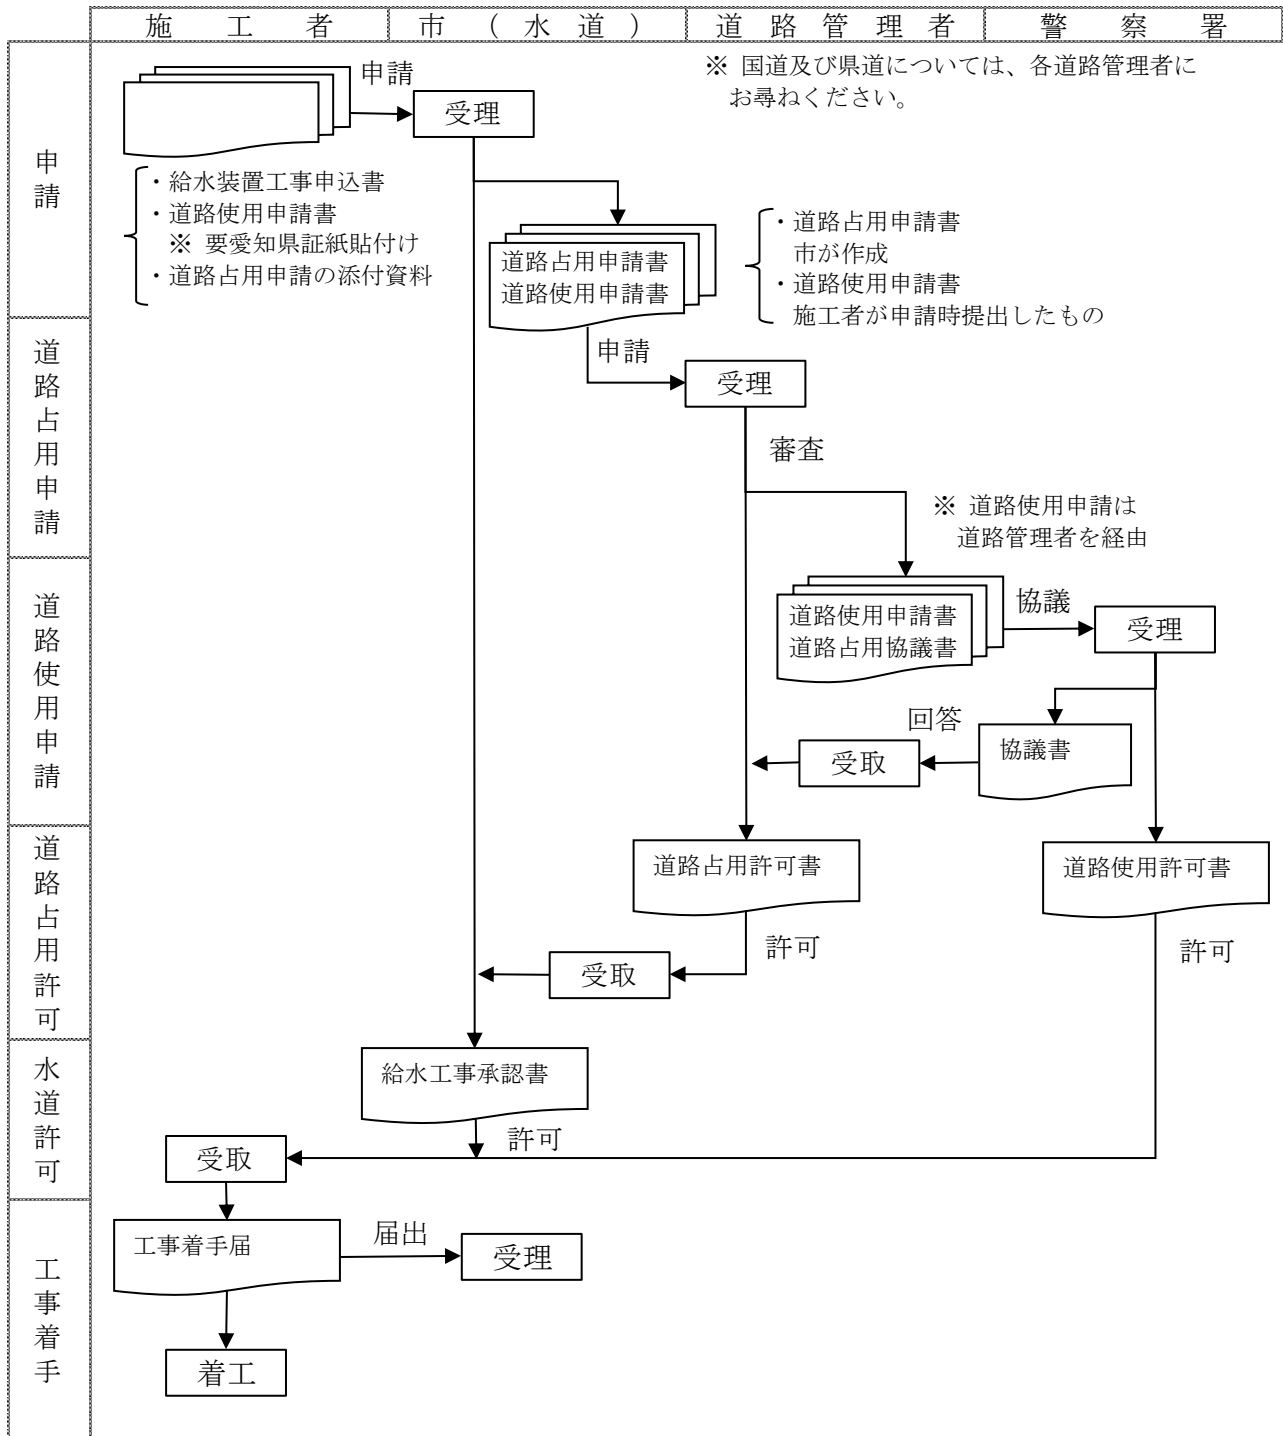 施工者
市(水道)
道路管理者
警察署
申請
申請
受理
※ 国道及び県道については、各道路管理者に
お尋ねください。
・給水装置工事申込書
・道路使用申請書
※ 要愛知県証紙貼付け
・道路占用申請の添付資料
道路占用申請書
道路使用申請書
・道路占用申請書
市が作成
・道路使用申請書
施工者が申請時提出したもの
道路占用申請
申請
受理
審査
※ 道路使用申請は
道路管理者を経由
道路使用申請
道路使用申請書
道路占用協議書
協議
受理
回答
受取
協議書
道路占用許可
道路占用許可書
道路使用許可書
許可
許可
受取
水道許可
給水工事承認書
許可
受取
工事着手
工事着手届
届出
受理
着工